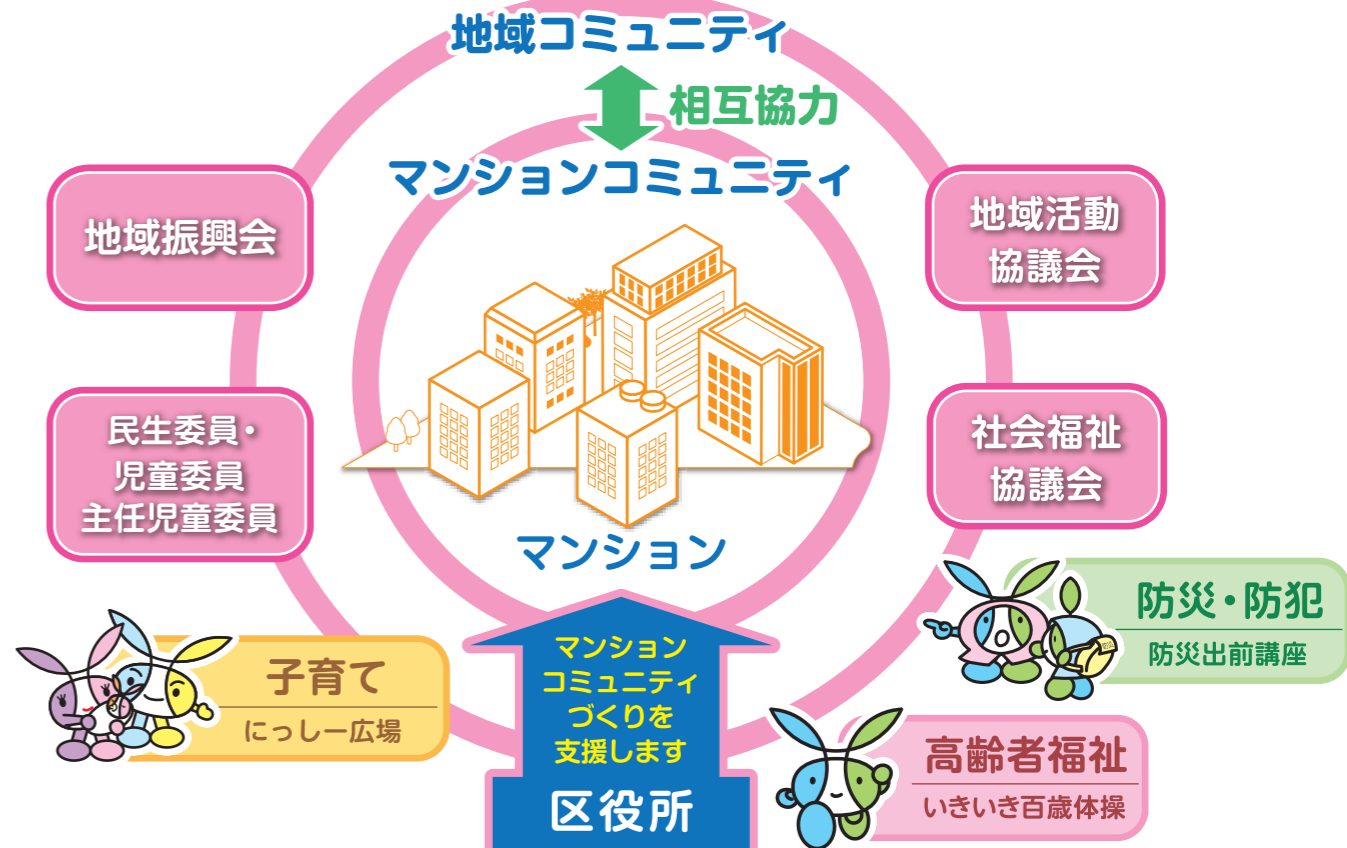 地域コミュニティ
相互協力
マンションコミュニティ
地域振興会
地域活動
協議会
民生委員・
児童委員
主任児童委員
社会福祉
協議会
マンション
防災・防犯
防災出前講座
子育て
にっしー広場
マンション
コミュニティ
づくりを
支援します
区役所
高齢者福祉
いきいき百歳体操